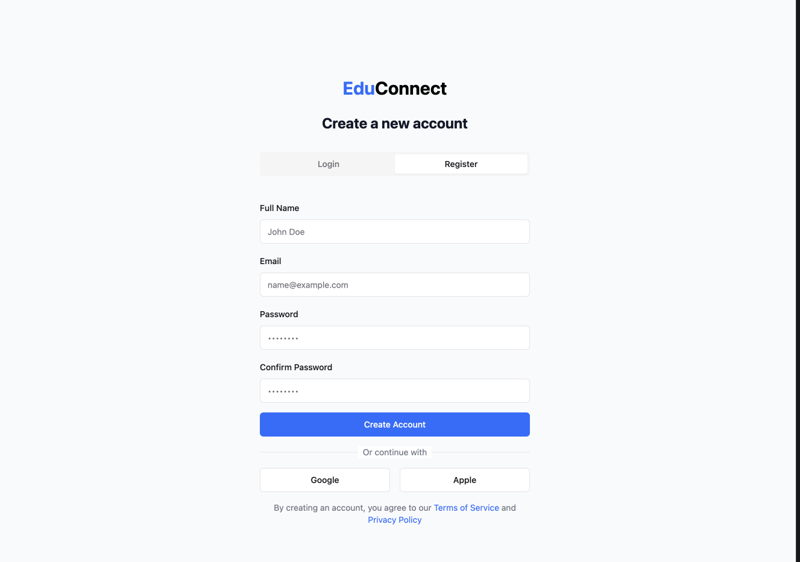 EduConnect
Create a new account
Login Register
Full Name
John Doe
Email
name@example.com
Password
••••••••
Confirm Password
••••••••
Create Account
Or continue with
Google Apple
By creating an account, you agree to our Terms of Service and
Privacy Policy